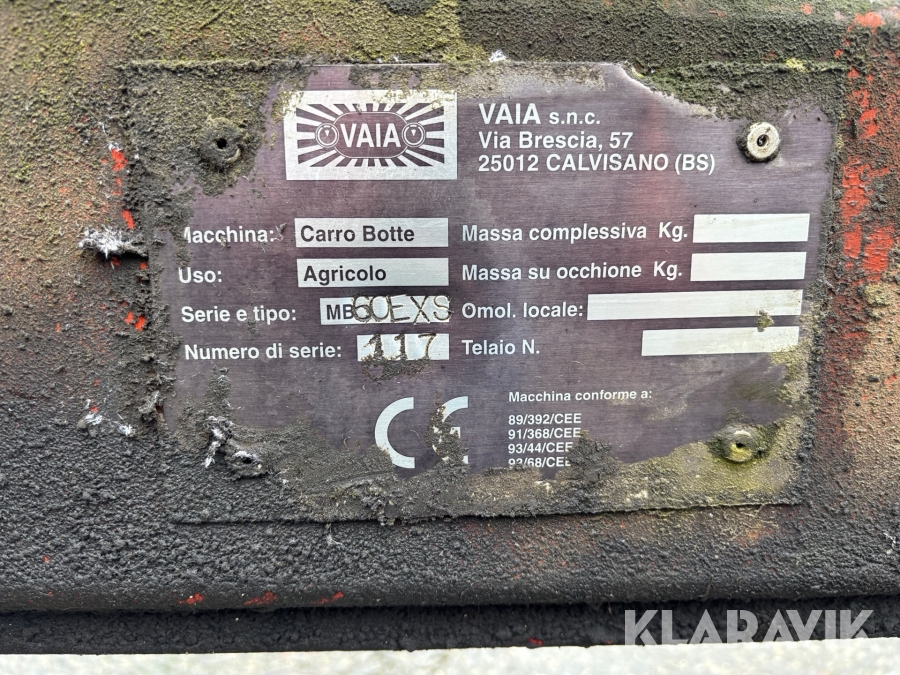 VAIA
VAIA s.n.c.
Via Brescia, 57
25012 CALVISANO (BS)
Macchina: Carro Botte
Massa complessiva Kg.
Uso: Agricolo
Massa su occhione Kg.
Serie e tipo: MB60EXS
Omol. locale:
Numero di serie: 117
Telaio N.
CE
Macchina conforme a:
89/392/CEE
91/368/CEE
93/44/CEE
93/68/CEE
KLARAVIK